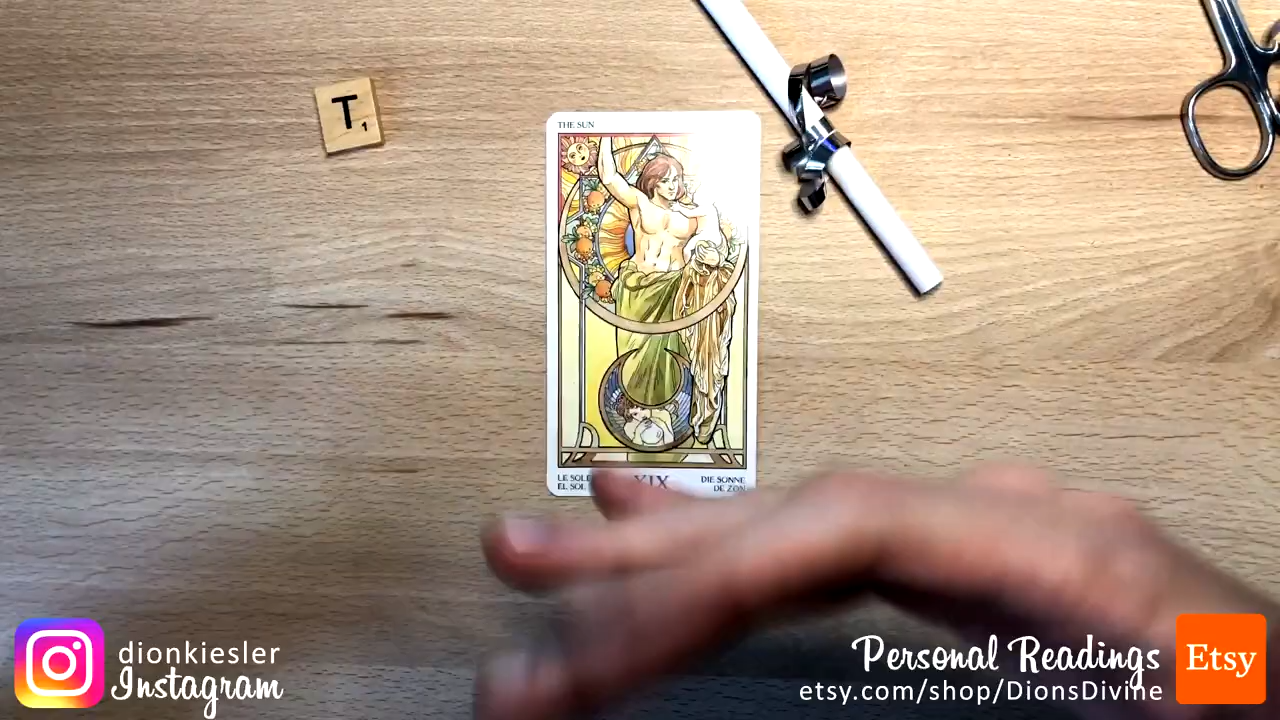 T
1
THE SUN
LE SOLE
EL SOL
XIX
DIE SONNE
DE ZON
dionkiesler
Instagram
Personal Readings
etsy.com/shop/DionsDivine
Etsy